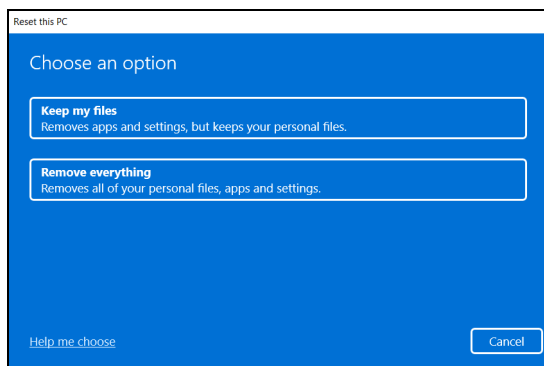 Reset this PC
Choose an option
Keep my files
Removes apps and settings, but keeps your personal files.
Remove everything
Removes all of your personal files, apps and settings.
Help me choose
Cancel